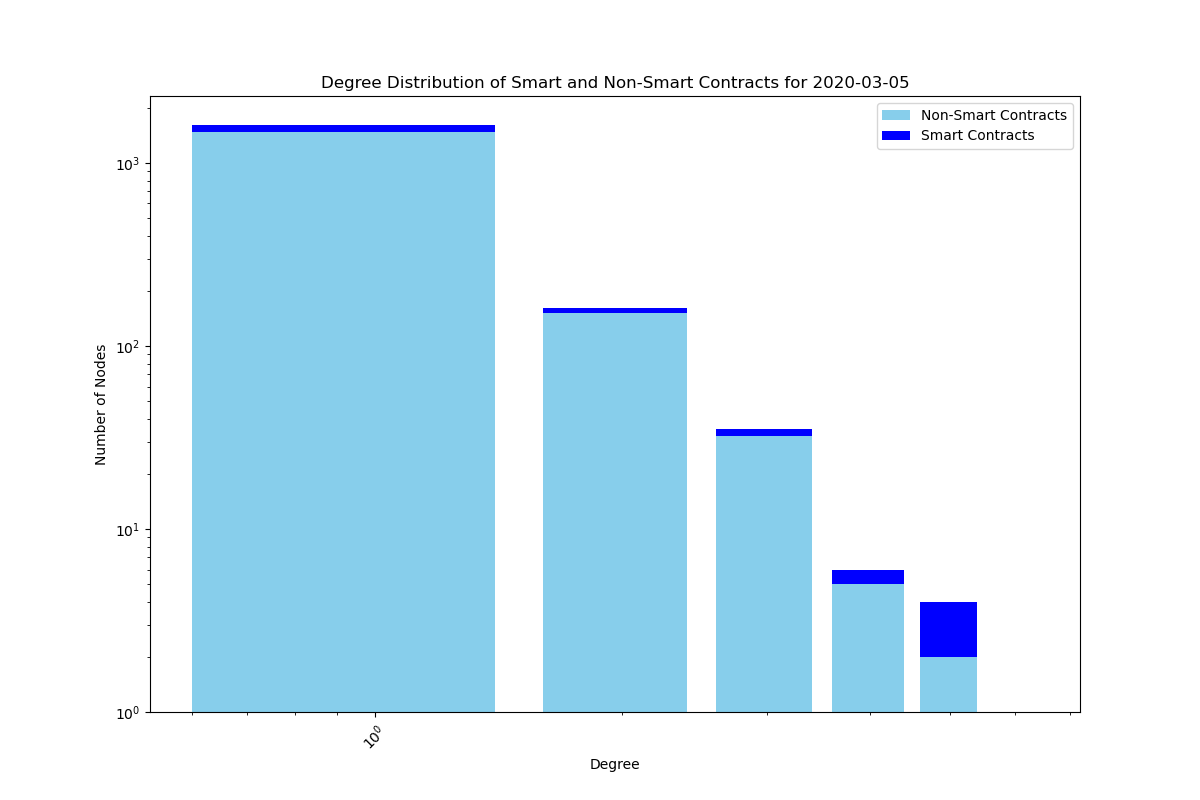 Degree Distribution of Smart and Non-Smart Contracts for 2020-03-05
Non-Smart Contracts
Smart Contracts
Number of Nodes
10³
10²
10¹
10⁰
10⁰
Degree